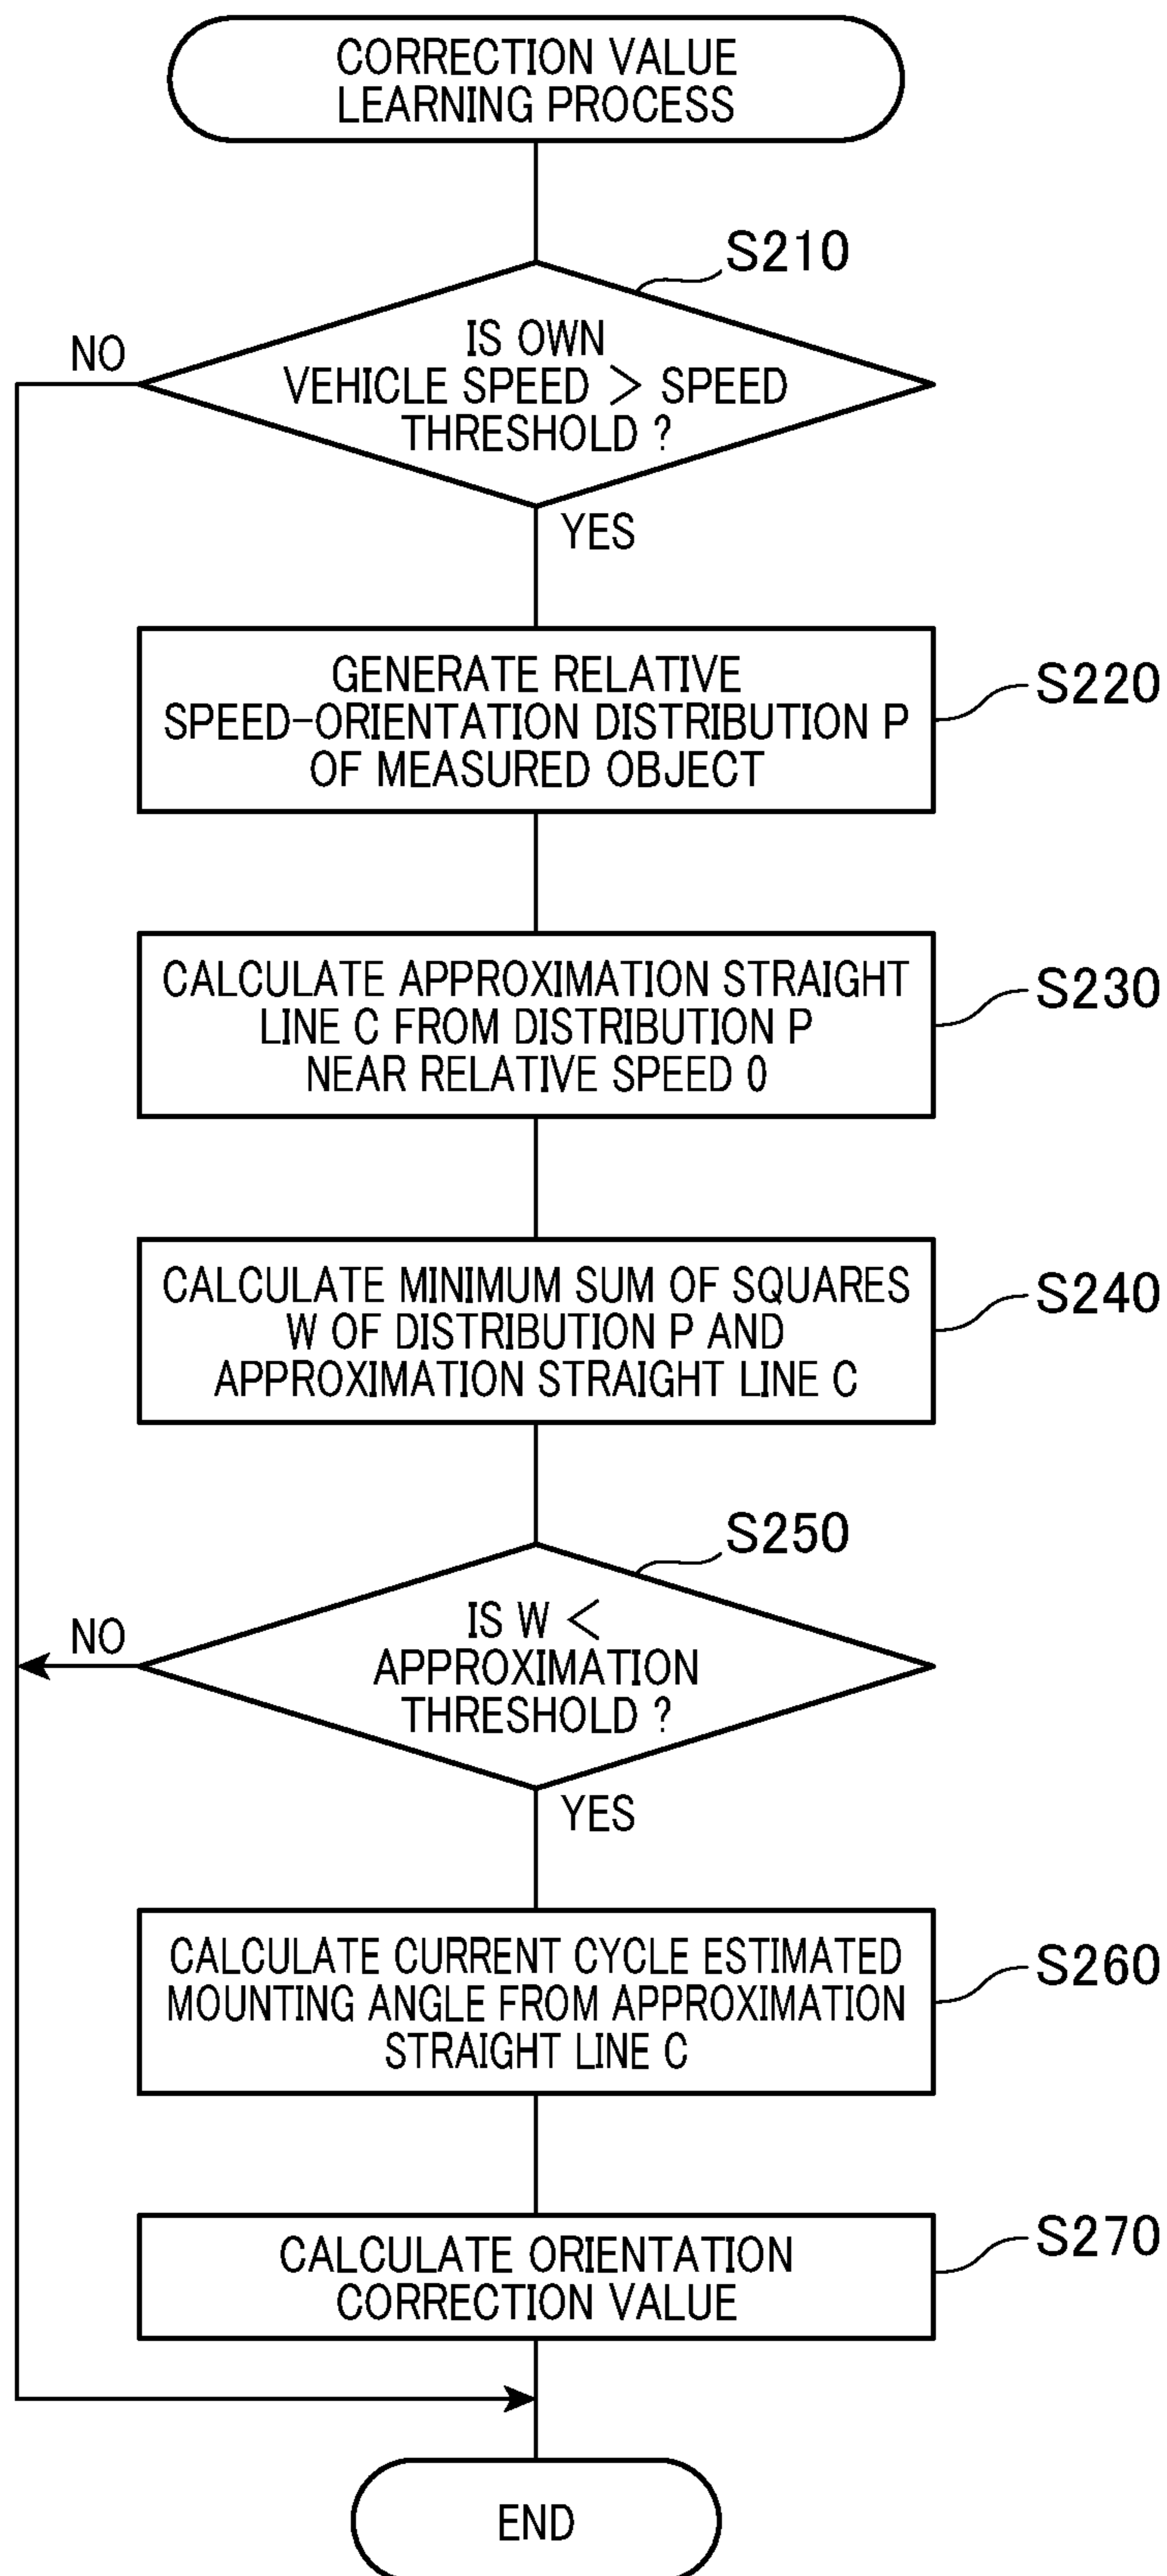 CORRECTION VALUE
LEARNING PROCESS
S210
IS OWN
VEHICLE SPEED > SPEED
THRESHOLD ?
NO
YES
GENERATE RELATIVE
SPEED-ORIENTATION DISTRIBUTION P
OF MEASURED OBJECT
S220
CALCULATE APPROXIMATION STRAIGHT
LINE C FROM DISTRIBUTION P
NEAR RELATIVE SPEED 0
S230
CALCULATE MINIMUM SUM OF SQUARES
W OF DISTRIBUTION P AND
APPROXIMATION STRAIGHT LINE C
S240
S250
IS W <
APPROXIMATION
THRESHOLD ?
NO
YES
CALCULATE CURRENT CYCLE ESTIMATED
MOUNTING ANGLE FROM APPROXIMATION
STRAIGHT LINE C
S260
CALCULATE ORIENTATION
CORRECTION VALUE
S270
END